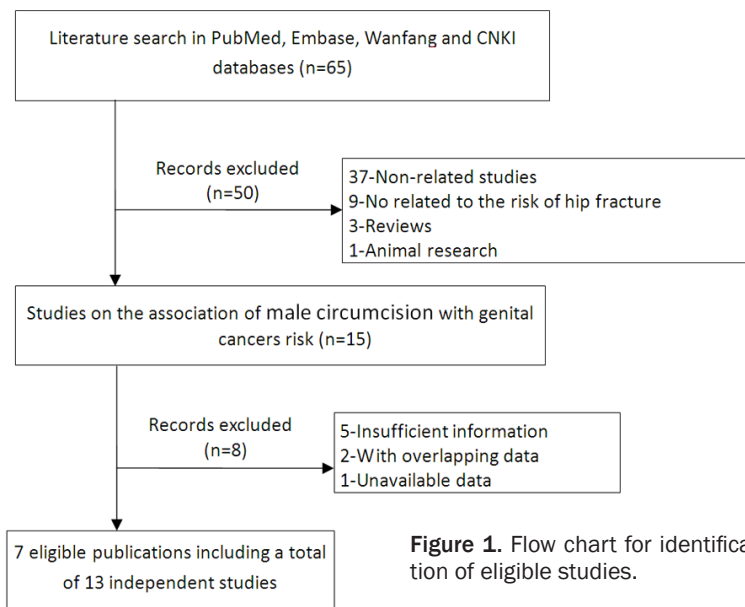 Literature search in PubMed, Embase, Wanfang and CNKI
databases (n=65)
Records excluded
(n=50)
37-Non-related studies
9-No related to the risk of hip fracture
3-Reviews
1-Animal research
Studies on the association of male circumcision with genital
cancers risk (n=15)
Records excluded
(n=8)
5-Insufficient information
2-With overlapping data
1-Unavailable data
7 eligible publications including a total
of 13 independent studies
Figure 1. Flow chart for identifica
tion of eligible studies.